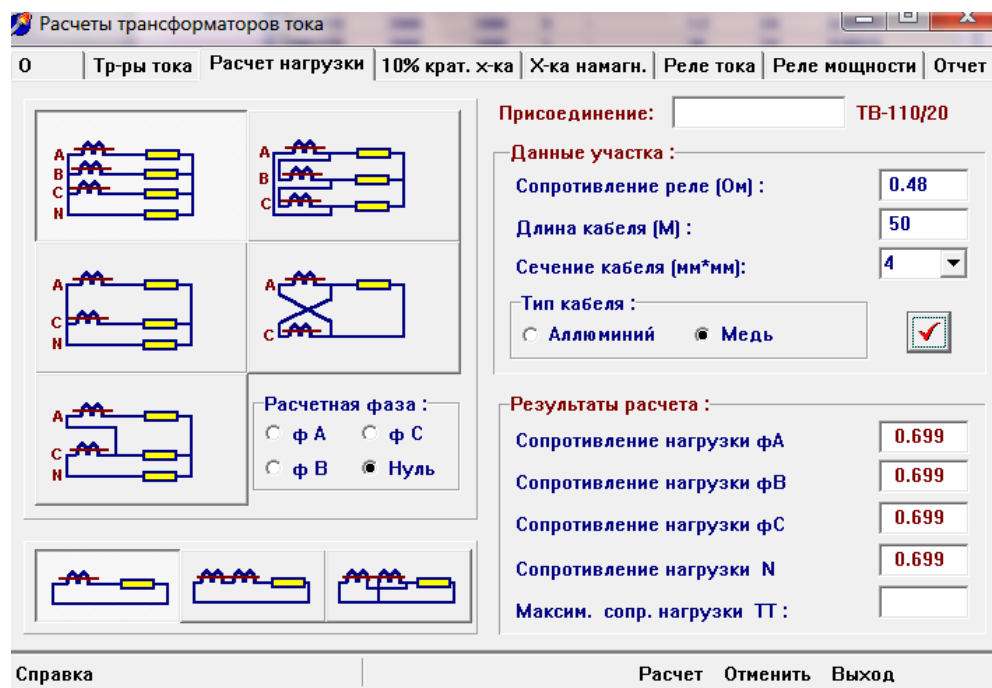 Расчеты трансформаторов тока
О Тр-ры тока Расчет нагрузки 10% крат. х-ка Х-ка намагн. Реле тока Реле мощности Отчет
A
B
C
N
A
B
C
A
C
N
A
C
A
C
N
Расчетная фаза :
ф А ф С
ф В Нуль
Присоединение: ТВ-110/20
Данные участка :
Сопротивление реле (Ом) : 0.48
Длина кабеля (М) : 50
Сечение кабеля (мм*мм): 4
Тип кабеля :
Аллюминий Медь
Результаты расчета :
Сопротивление нагрузки фА 0.699
Сопротивление нагрузки фВ 0.699
Сопротивление нагрузки фС 0.699
Сопротивление нагрузки N 0.699
Максим. сопр. нагрузки ТТ :
Справка Расчет Отменить Выход